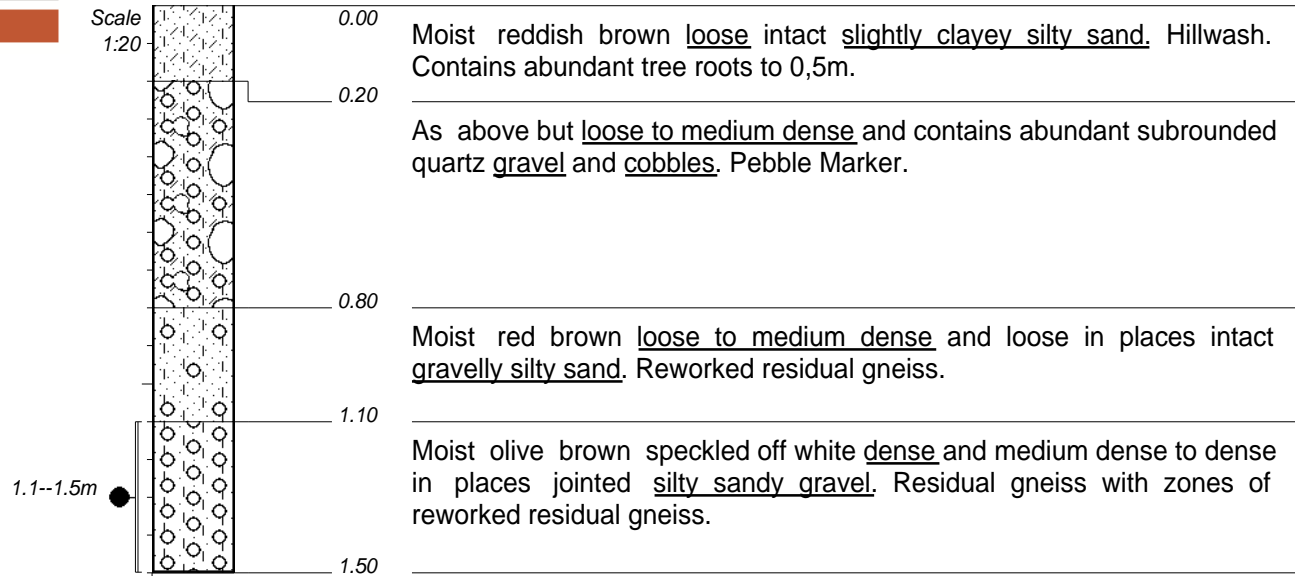 Scale
1:20
0.00
Moist reddish brown loose intact slightly clayey silty sand. Hillwash.
Contains abundant tree roots to 0,5m.
0.20
As above but loose to medium dense and contains abundant subrounded
quartz gravel and cobbles. Pebble Marker.
0.80
Moist red brown loose to medium dense and loose in places intact
gravelly silty sand. Reworked residual gneiss.
1.10
Moist olive brown speckled off white dense and medium dense to dense
in places jointed silty sandy gravel. Residual gneiss with zones of
reworked residual gneiss.
1.1--1.5m
1.50